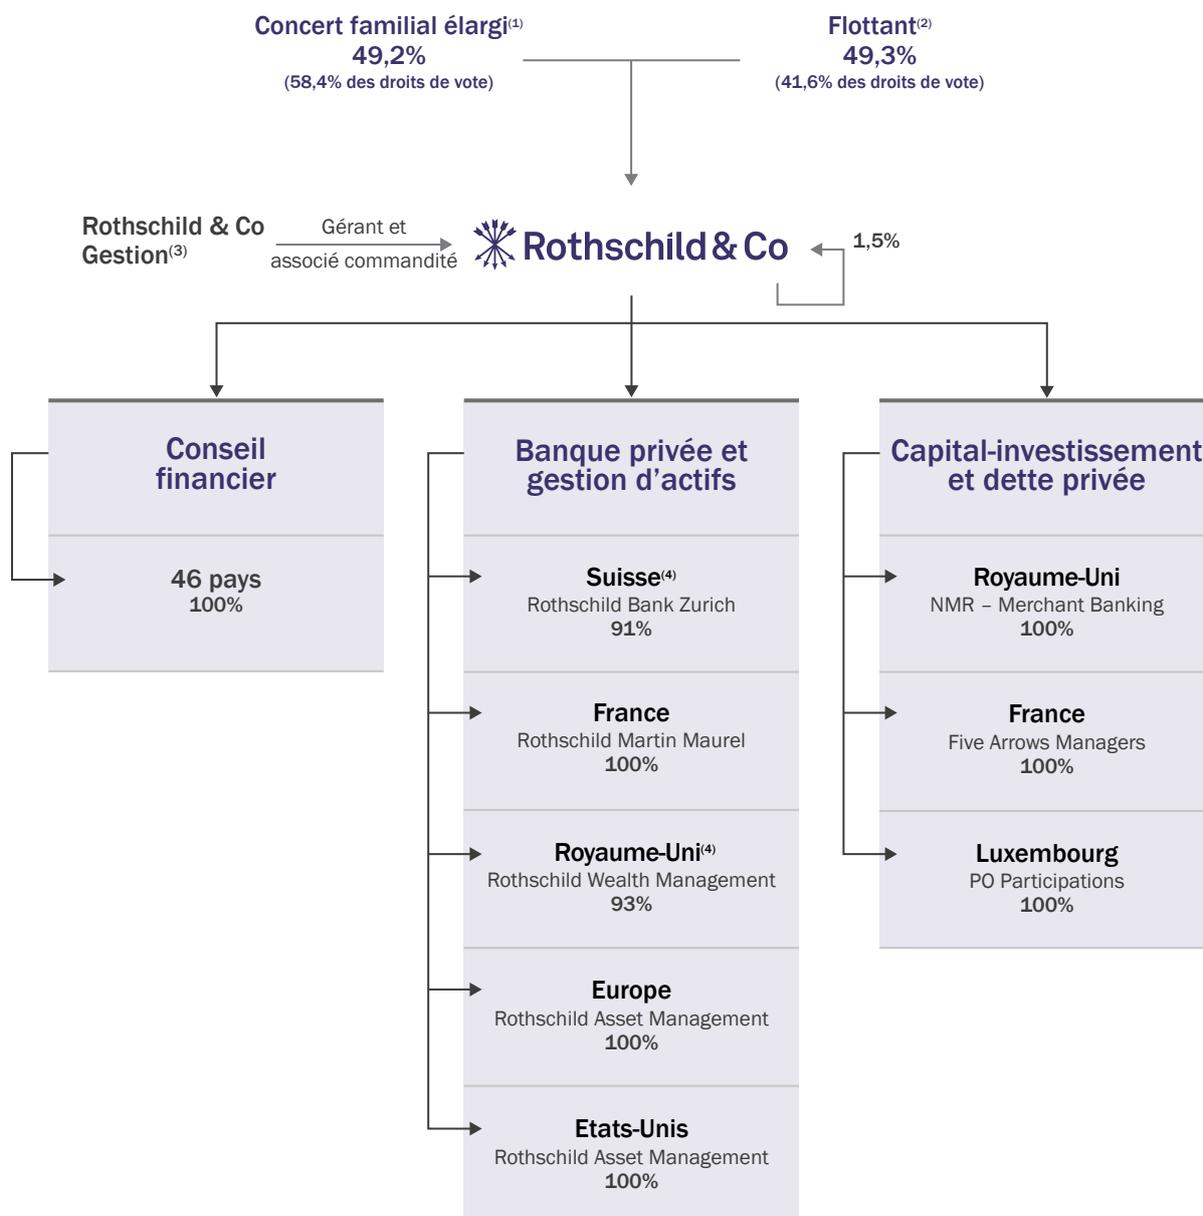 Concert familial élargi(1)
49,2%
(58,4% des droits de vote)
Flottant(2)
49,3%
(41,6% des droits de vote)
Rothschild & Co
Gestion(3)
Gérant et
associé commandité
Rothschild & Co
1,5%
Conseil
financier
46 pays
100%
Banque privée et
gestion d’actifs
Suisse(4)
Rothschild Bank Zurich
91%
France
Rothschild Martin Maurel
100%
Royaume-Uni(4)
Rothschild Wealth Management
93%
Europe
Rothschild Asset Management
100%
Etats-Unis
Rothschild Asset Management
100%
Capital-investissement
et dette privée
Royaume-Uni
NMR – Merchant Banking
100%
France
Five Arrows Managers
100%
Luxembourg
PO Participations
100%